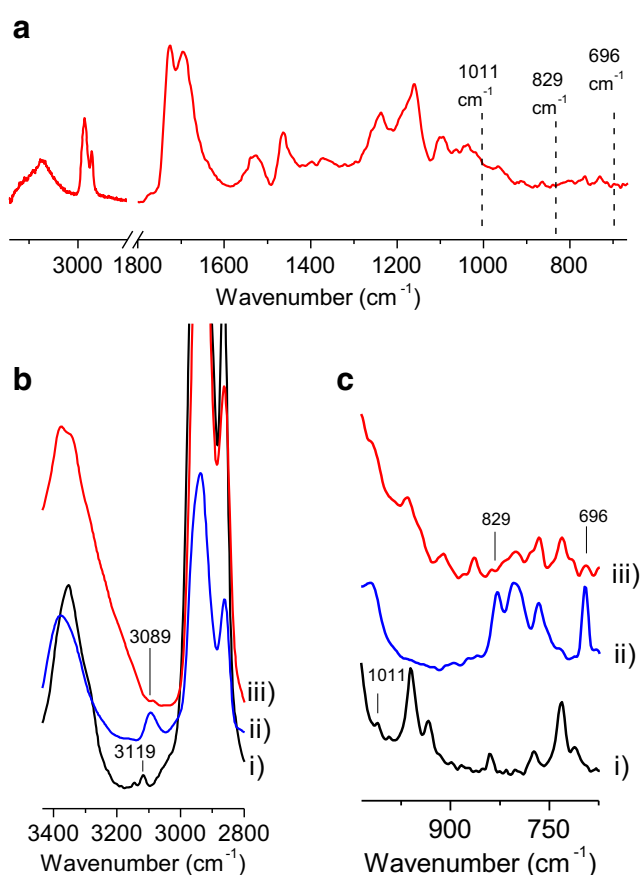 a
1011 cm⁻¹
829 cm⁻¹
696 cm⁻¹
3000 1800 1600 1400 1200 1000 800
Wavenumber (cm⁻¹)
b
3089
3119
iii)
ii)
i)
3400 3200 3000 2800
Wavenumber (cm⁻¹)
c
829
696
1011
iii)
ii)
i)
900 750
Wavenumber (cm⁻¹)